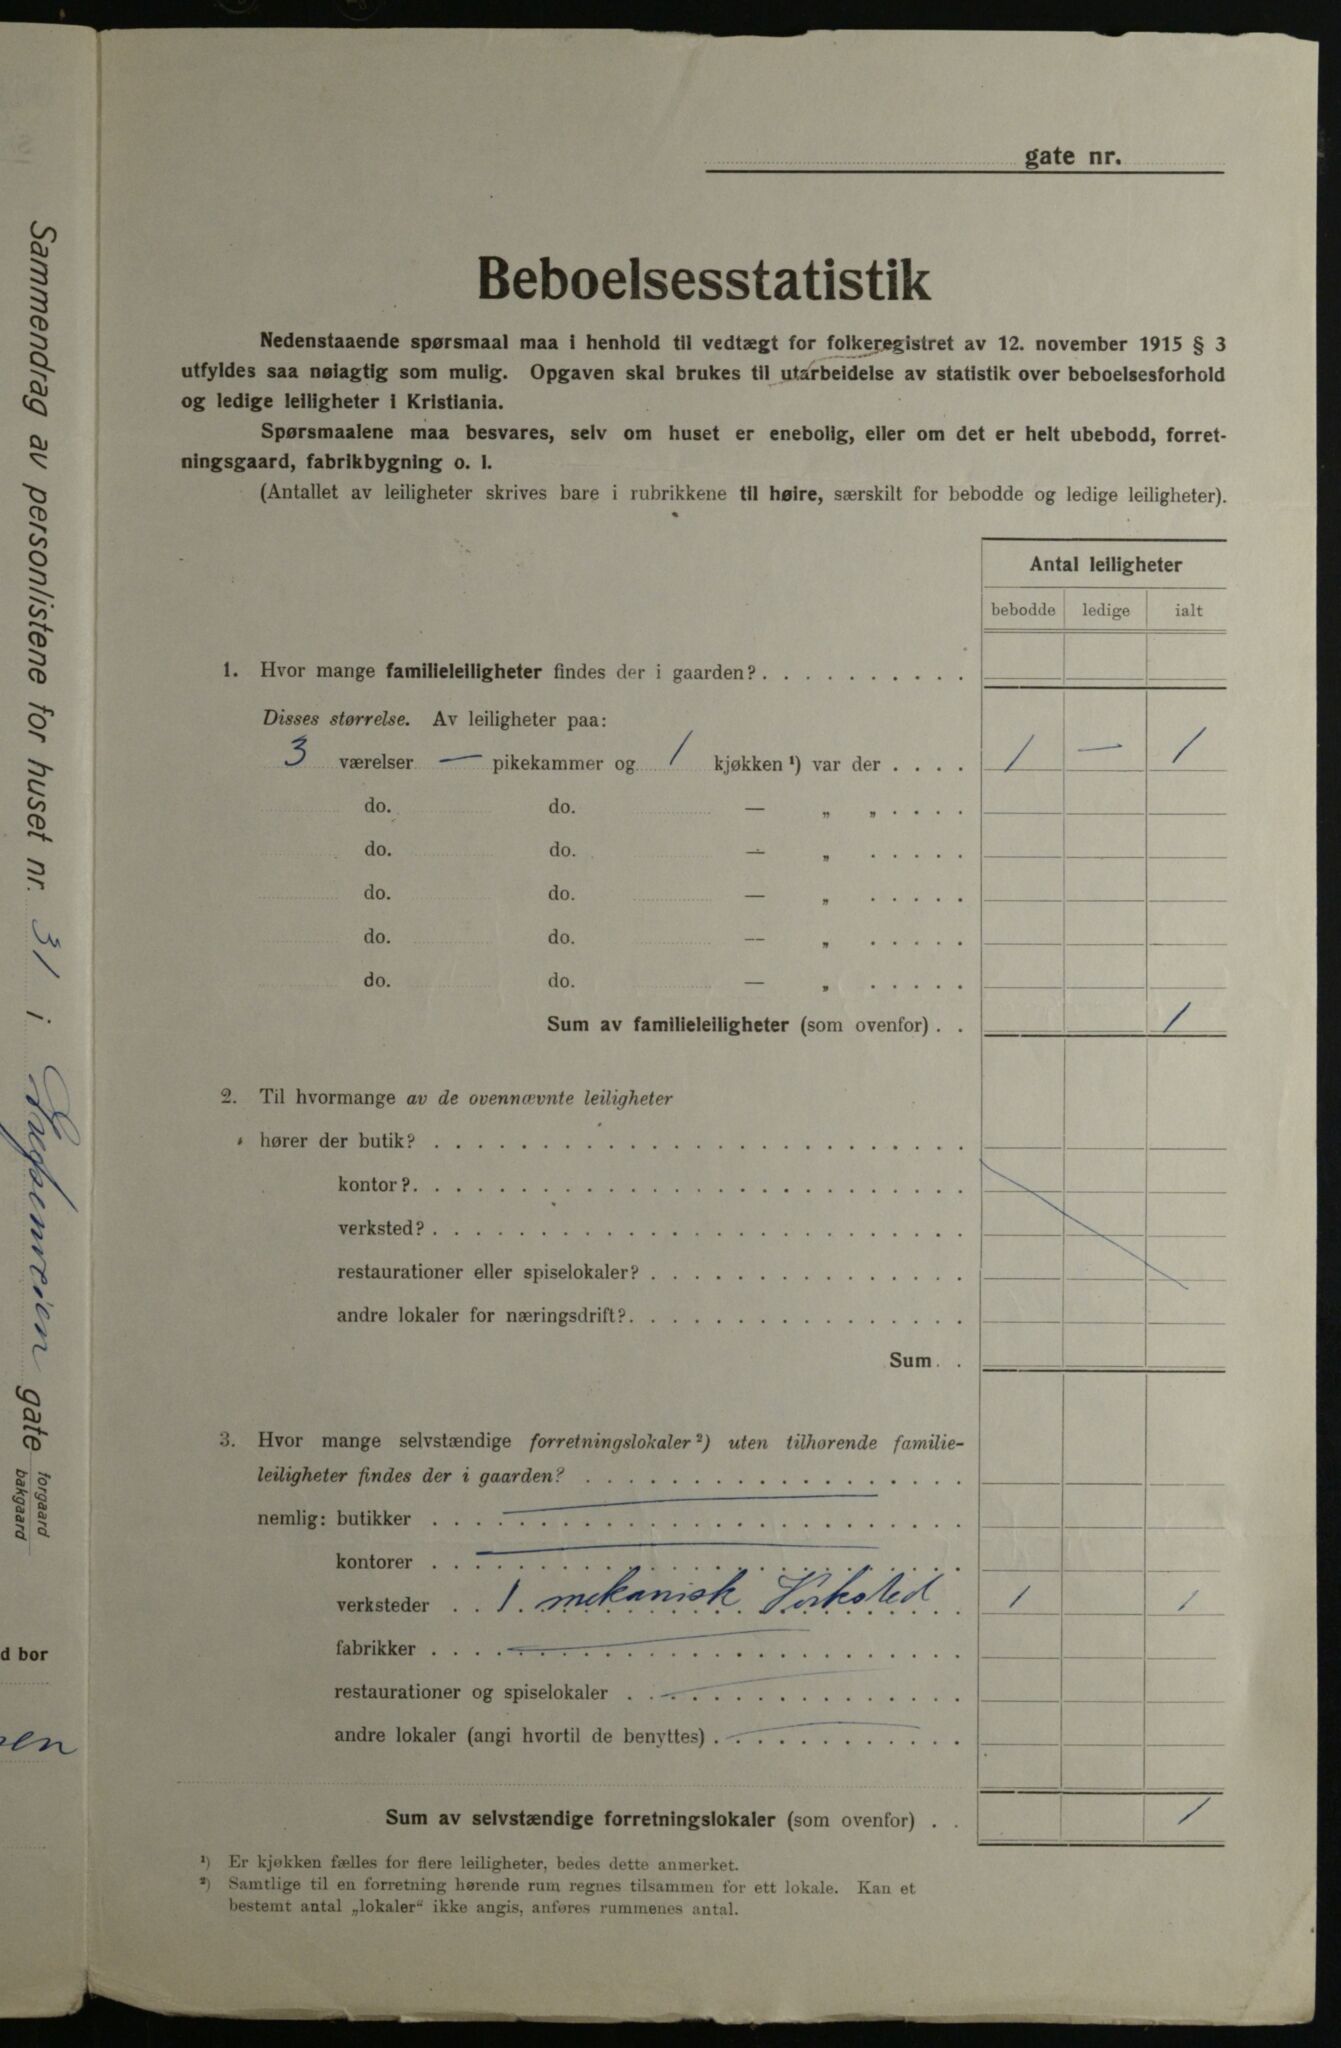 gate nr.
Beboelsesstatistik
Nedenstaaende spørsmaal maa i henhold til vedtægt for folkeregistret av 12. november 1915 § 3
utfyldes saa nøiagtig som mulig. Opgaven skal brukes til utarbeidelse av statistik over beboelsesforhold
og ledige leiligheter i Kristiania.
Spørsmaalene maa besvares, selv om huset er enebolig, eller om det er helt ubebodd, forret-
ningsgaard, fabrikbygning o. l.
(Antallet av leiligheter skrives bare i rubrikkene til høire, særskilt for bebodde og ledige leiligheter).
Antal leiligheter
bebodde ledige ialt
1. Hvor mange familieleiligheter findes der i gaarden?
Disses størrelse. Av leiligheter paa:
3 værelser — pikekammer og 1 kjøkken ¹) var der . . . . 1 — 1
do. do. — „ „
do. do. — „
do. do. — „
do. do. — „
do. do. — „
Sum av familieleiligheter (som ovenfor) . . 1
2. Til hvormange av de ovennævnte leiligheter
hører der butik?
kontor?
verksted?
restaurationer eller spiselokaler?
andre lokaler for næringsdrift?
Sum . .
3. Hvor mange selvstændige forretningslokaler ²) uten tilhørende familie-
leiligheter findes der i gaarden?
nemlig: butikker
kontorer
verksteder . . 1 mekanisk Verksted 1 1
fabrikker
restaurationer og spiselokaler
andre lokaler (angi hvortil de benyttes)
Sum av selvstændige forretningslokaler (som ovenfor) . . 1
¹) Er kjøkken fælles for flere leiligheter, bedes dette anmerket.
²) Samtlige til en forretning hørende rum regnes tilsammen for ett lokale. Kan et
bestemt antal „lokaler“ ikke angis, anføres rummenes antal.
Sammendrag av personlistene for huset nr. 31 i gate forgaard
bakgaard
d bor